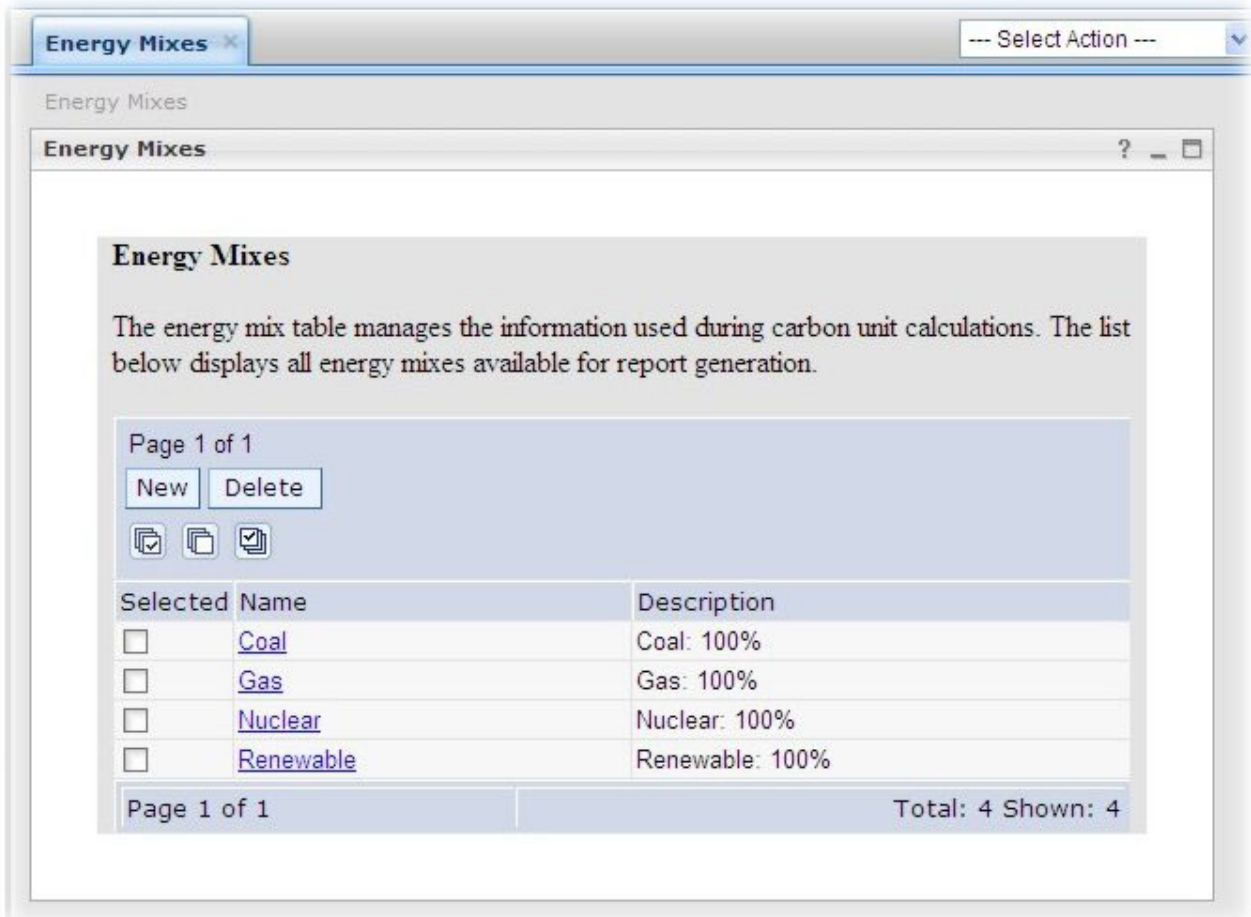 Energy Mixes
--- Select Action ---
Energy Mixes
Energy Mixes
?
Energy Mixes
The energy mix table manages the information used during carbon unit calculations. The list
below displays all energy mixes available for report generation.
Page 1 of 1
New Delete
Selected Name Description
Coal Coal: 100%
Gas Gas: 100%
Nuclear Nuclear: 100%
Renewable Renewable: 100%
Page 1 of 1 Total: 4 Shown: 4